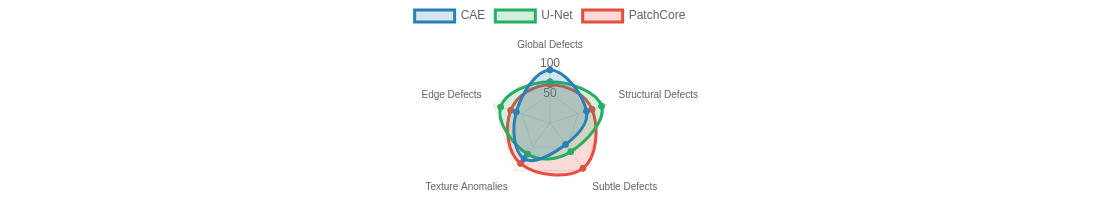 CAE U-Net PatchCore
Global Defects
100
50
Edge Defects
Structural Defects
Texture Anomalies
Subtle Defects